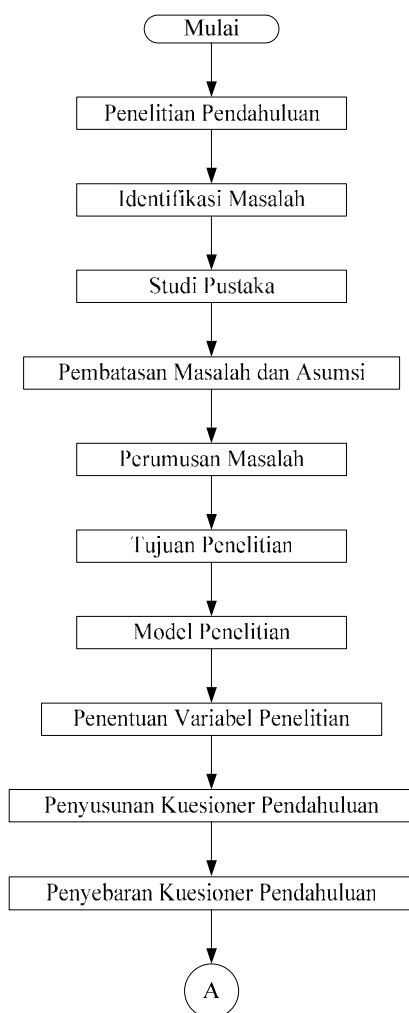 Mulai
Penelitian Pendahuluan
Identifikasi Masalah
Studi Pustaka
Pembatasan Masalah dan Asumsi
Perumusan Masalah
Tujuan Penelitian
Model Penelitian
Penentuan Variabel Penelitian
Penyusunan Kuesioner Pendahuluan
Penyebaran Kuesioner Pendahuluan
A